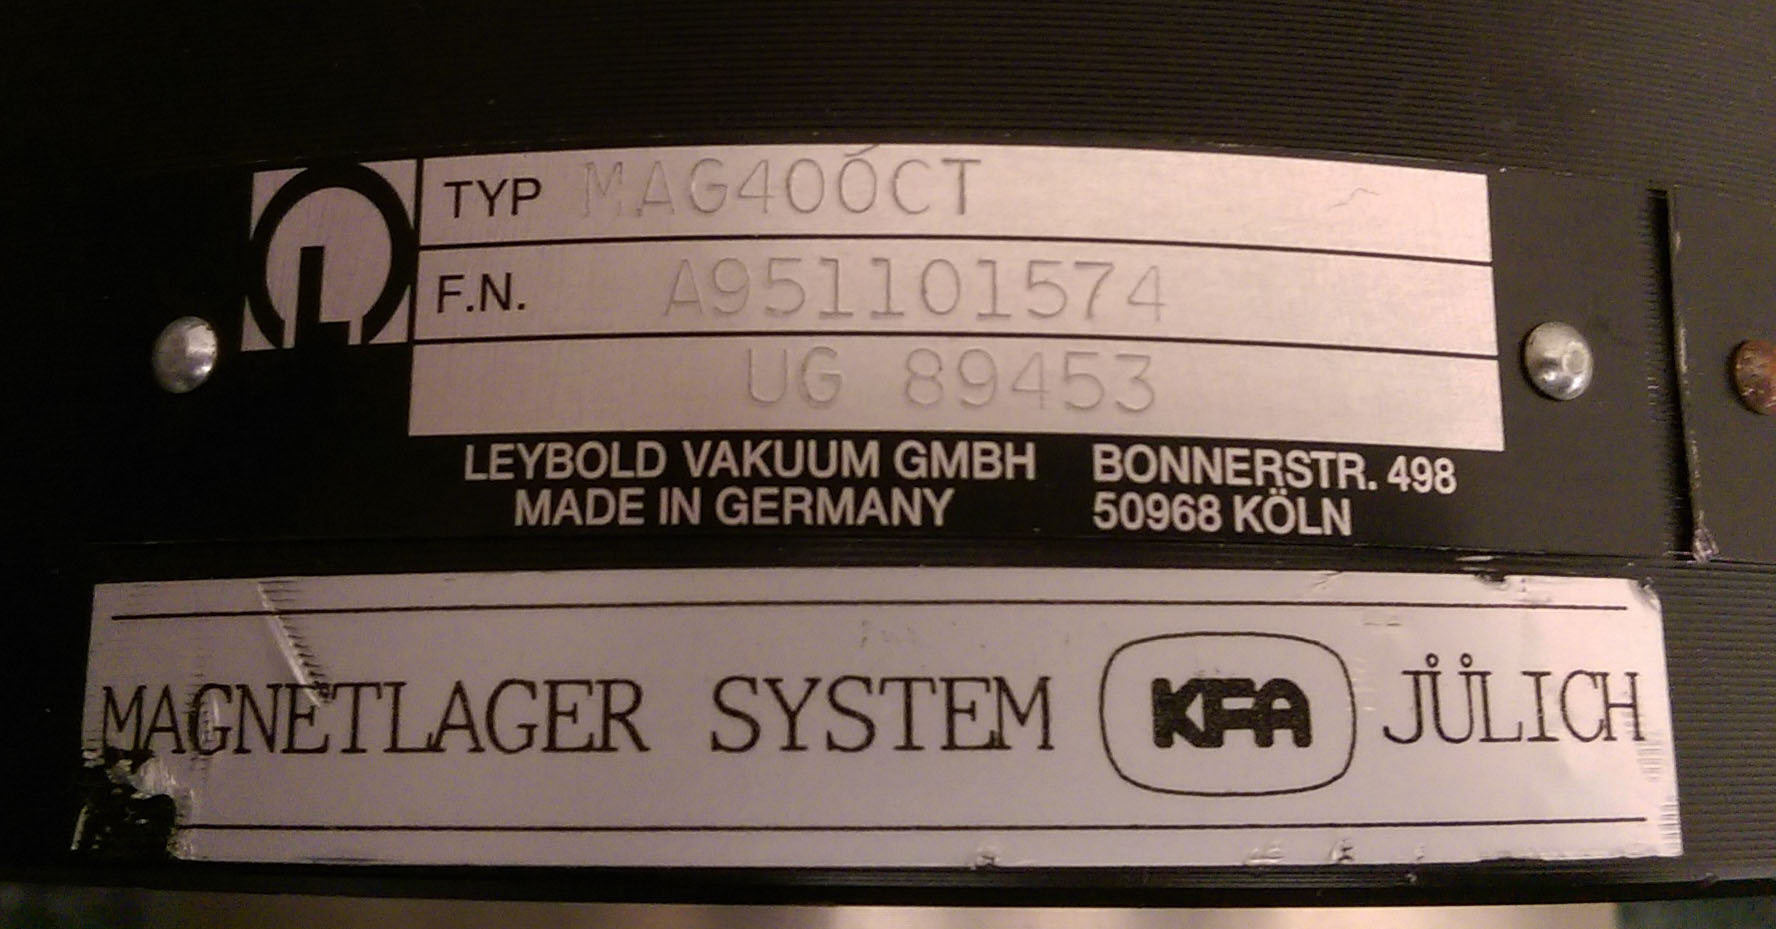 TYP MAG400CT
F.N. A951101574
UG 89453
LEYBOLD VAKUUM GMBH BONNERSTR. 498
MADE IN GERMANY 50968 KÖLN
MAGNETLAGER SYSTEM KFA JÜLICH